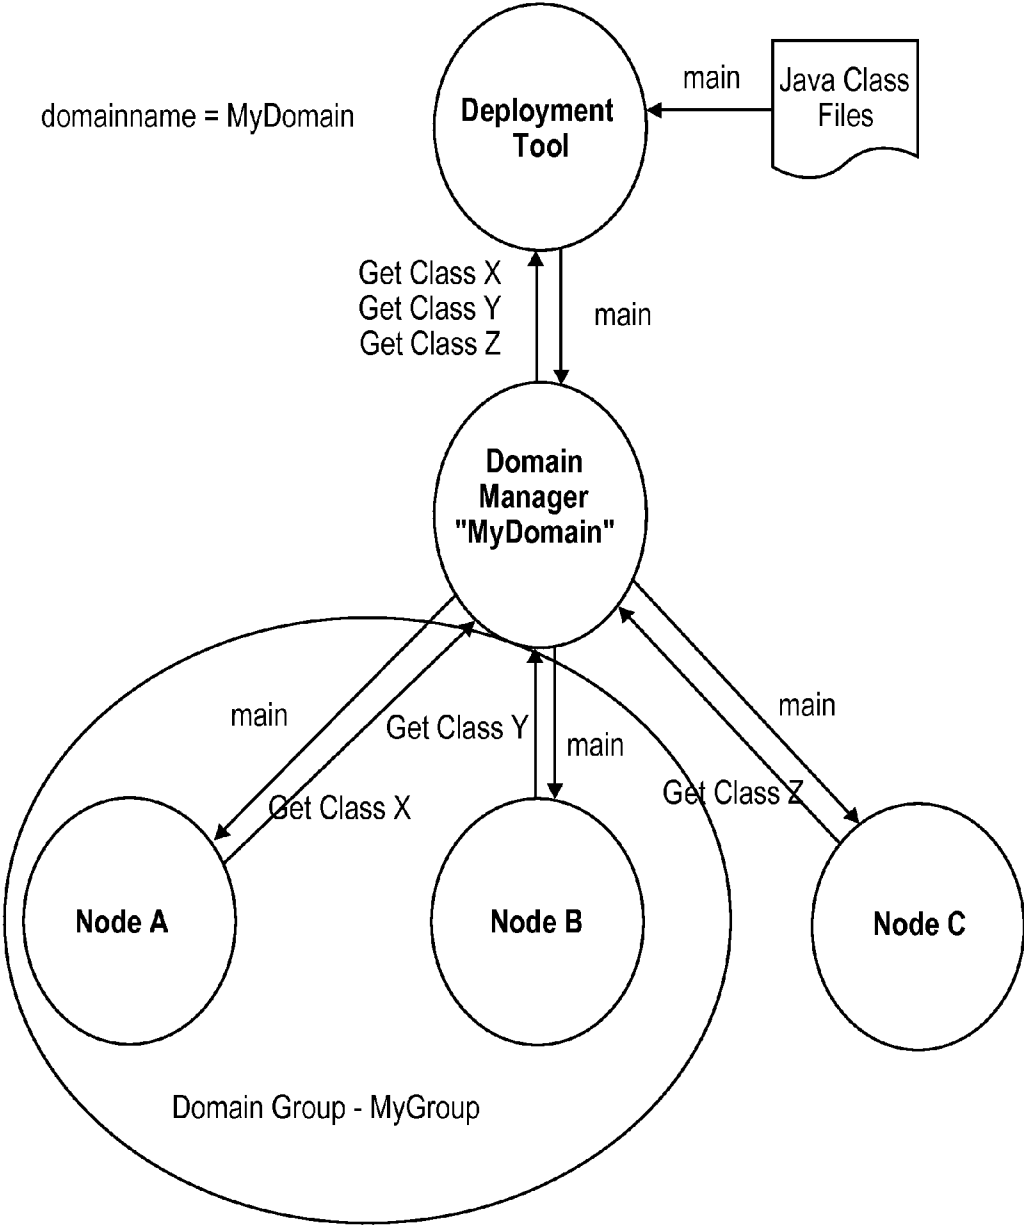 main
Java Class
Files
domainname = MyDomain
Deployment
Tool
Get Class X
Get Class Y
Get Class Z
main
Domain
Manager
"MyDomain"
main
Get Class Y
main
main
Get Class X
Get Class Z
Node A
Node B
Node C
Domain Group - MyGroup